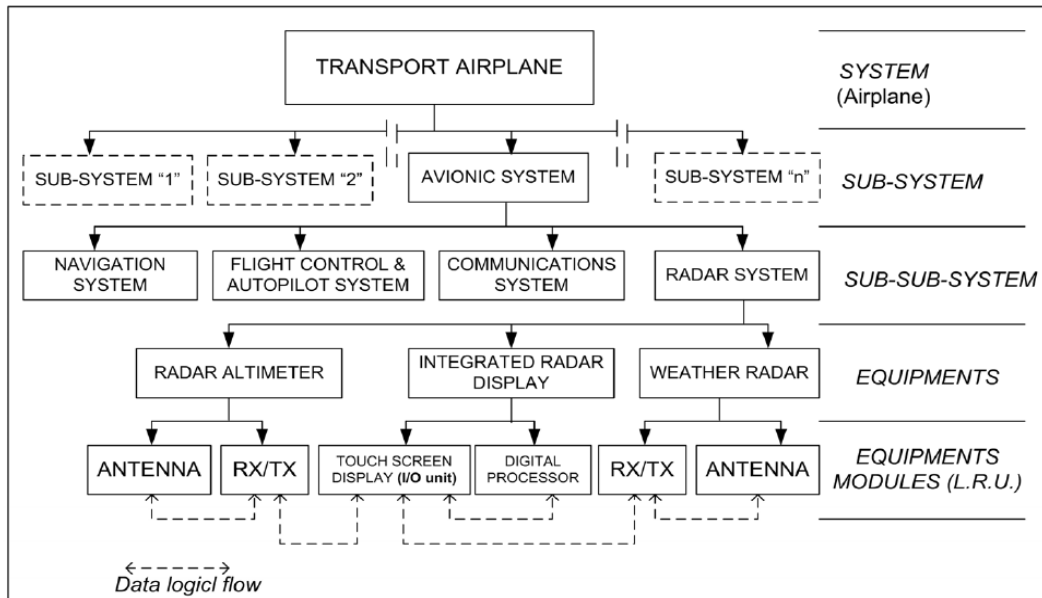 TRANSPORT AIRPLANE
SYSTEM
(Airplane)
SUB-SYSTEM “1”
SUB-SYSTEM “2”
AVIONIC SYSTEM
SUB-SYSTEM “n”
SUB-SYSTEM
NAVIGATION
SYSTEM
FLIGHT CONTROL &
AUTOPILOT SYSTEM
COMMUNICATIONS
SYSTEM
RADAR SYSTEM
SUB-SUB-SYSTEM
RADAR ALTIMETER
INTEGRATED RADAR
DISPLAY
WEATHER RADAR
EQUIPMENTS
ANTENNA
RX/TX
TOUCH SCREEN
DISPLAY (I/O unit)
DIGITAL
PROCESSOR
RX/TX
ANTENNA
EQUIPMENTS
MODULES (L.R.U.)
Data logicl flow